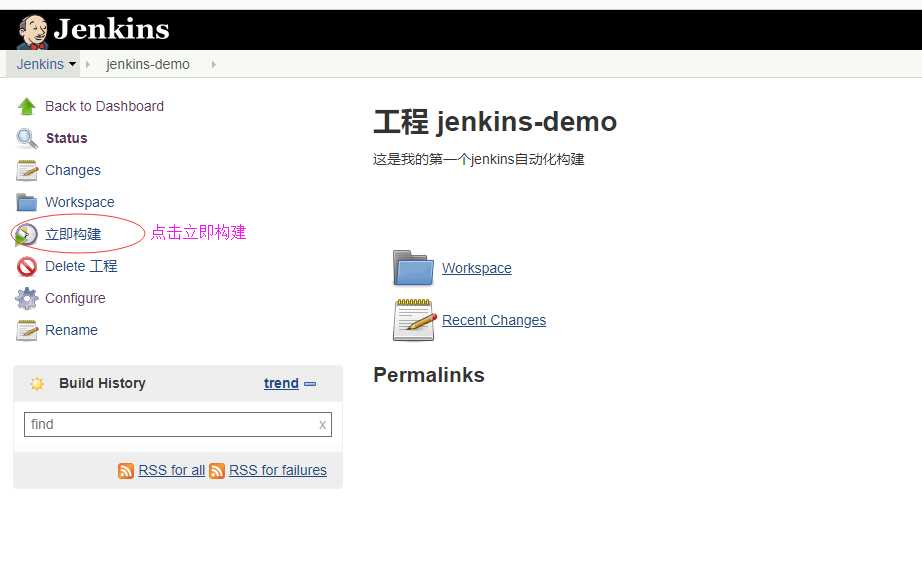 Jenkins
Jenkins jenkins-demo
Back to Dashboard
Status
Changes
Workspace
立即构建 点击立即构建
Delete 工程
Configure
Rename
Build History trend
find x
RSS for all RSS for failures
工程 jenkins-demo
这是我的第一个jenkins自动化构建
Workspace
Recent Changes
Permalinks